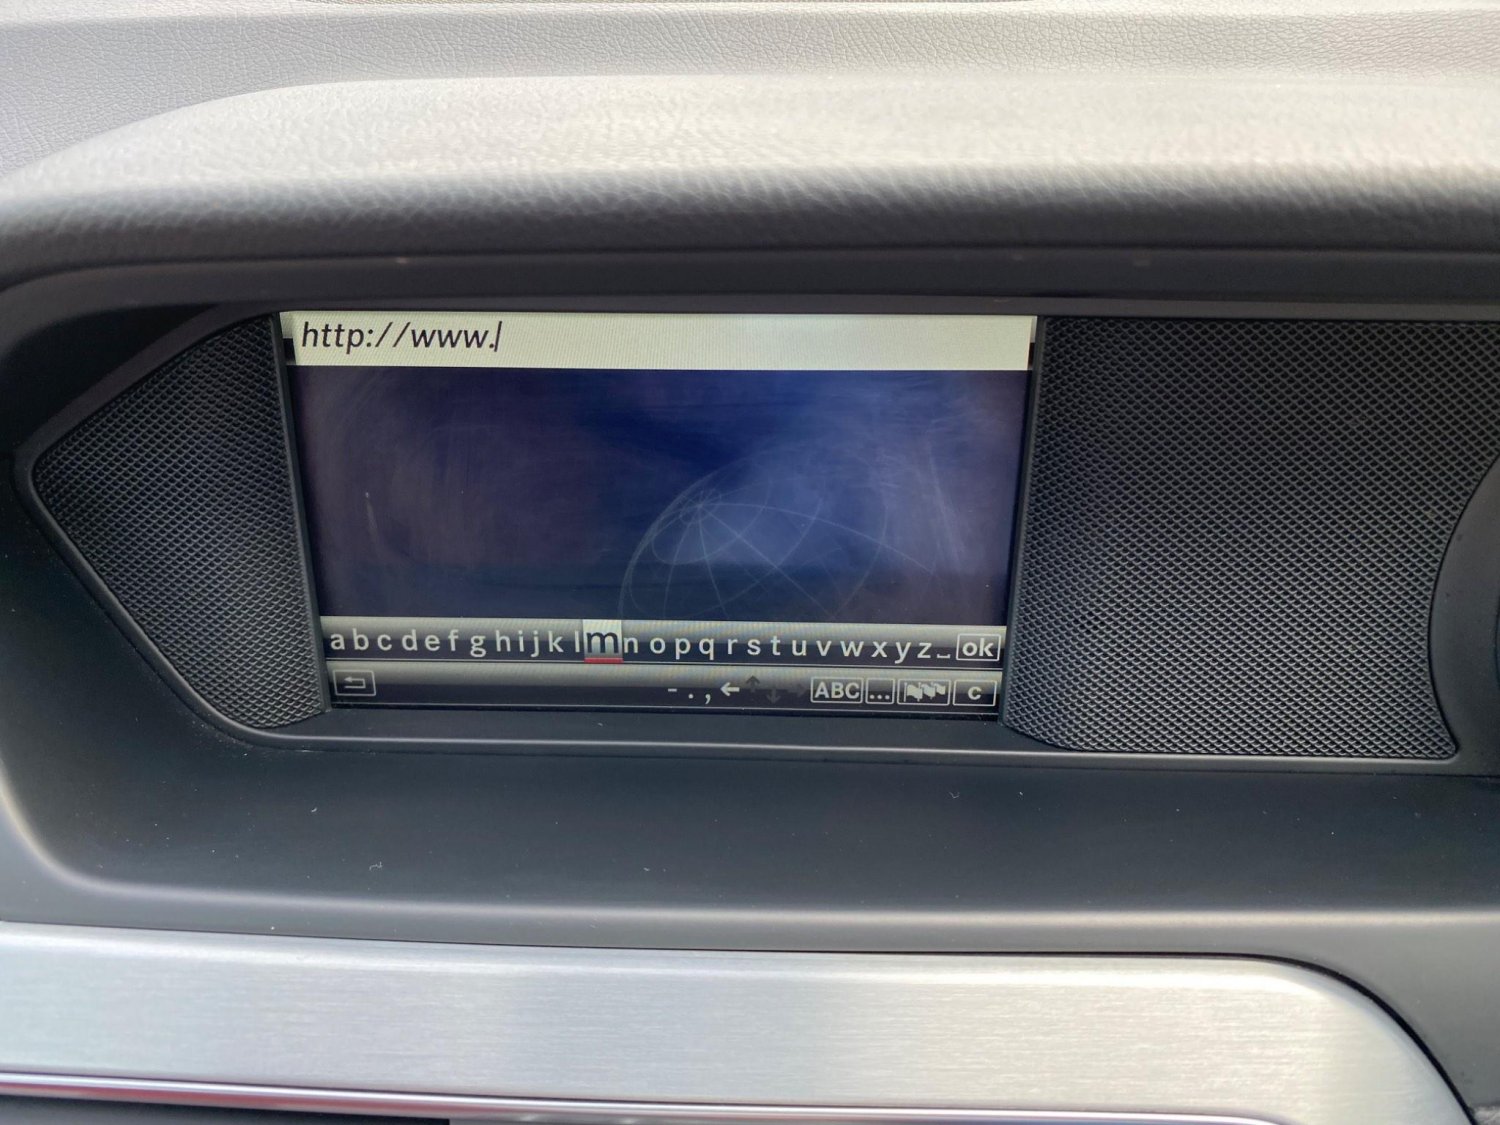 http://www.
abcdefghijklmnopqrstuvwxyz_ ok
- . , ← ABC ... c